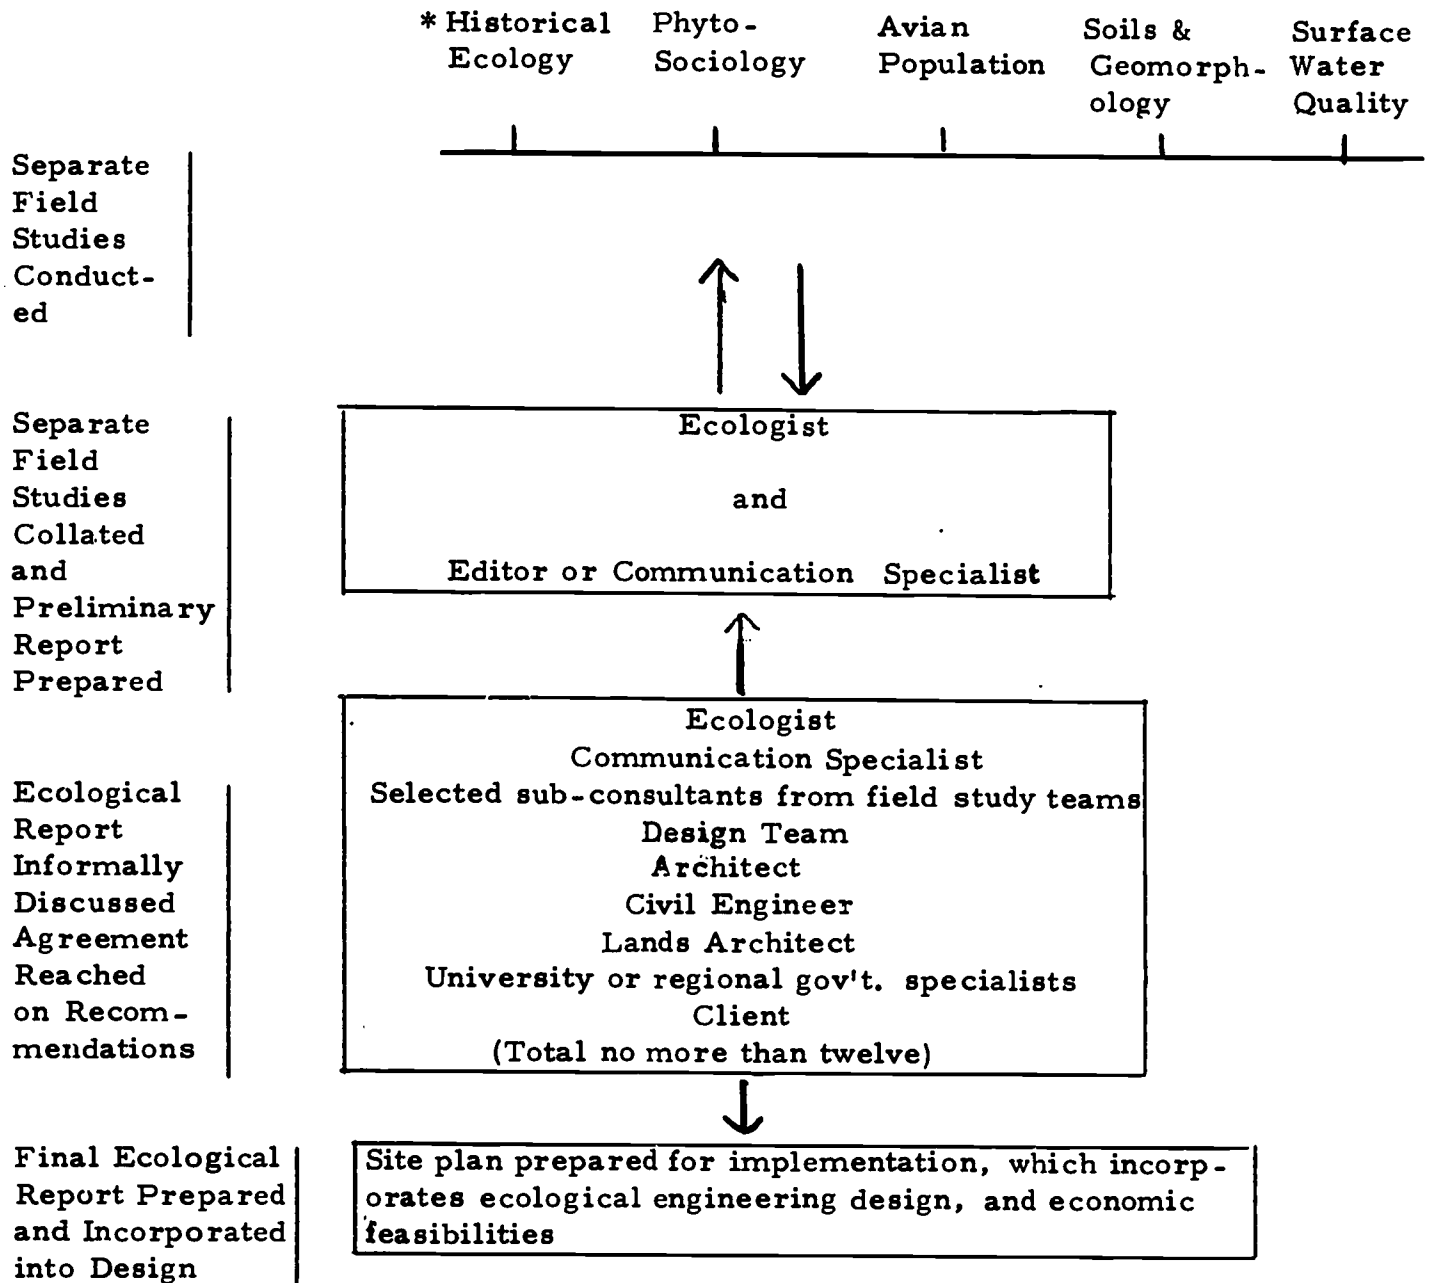 * Historical
Ecology
Phyto-
Sociology
Avian
Population
Soils &
Geomorph-
ology
Surface
Water
Quality
Separate
Field
Studies
Conduct-
ed
Separate
Field
Studies
Collated
and
Preliminary
Report
Prepared
Ecologist
and
Editor or Communication Specialist
Ecological
Report
Informally
Discussed
Agreement
Reached
on Recom-
mendations
Ecologist
Communication Specialist
Selected sub-consultants from field study teams
Design Team
Architect
Civil Engineer
Lands Architect
University or regional gov't. specialists
Client
(Total no more than twelve)
Final Ecological
Report Prepared
and Incorporated
into Design
Site plan prepared for implementation, which incorp-
orates ecological engineering design, and economic
feasibilities